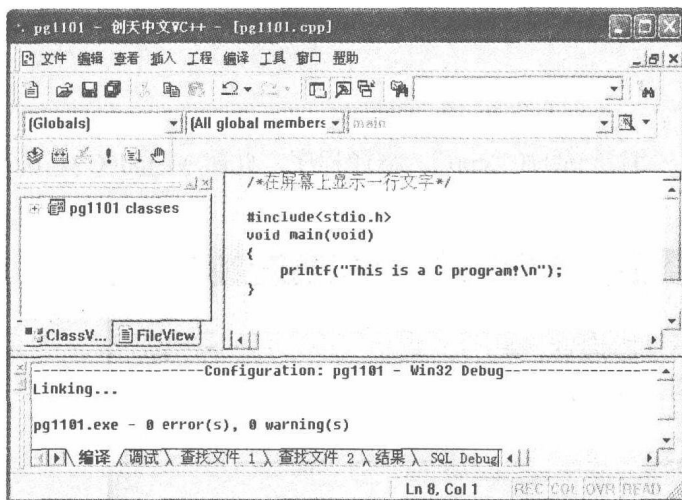 pg1101 - 创天中文VC++ - [pg1101.cpp]
文件 编辑 查看 插入 工程 编译 工具 窗口 帮助
(Globals) (All global members main
/*在屏幕上显示一行文字*/
pg1101 classes
#include<stdio.h>
void main(void)
{
printf("This is a C program!\n");
}
ClassV... FileView
Configuration: pg1101 - Win32 Debug
Linking...
pg1101.exe - 0 error(s), 0 warning(s)
编译 调试 查找文件 1 查找文件 2 结果 SQL Debug
Ln 8, Col 1 REC COL OVR READ